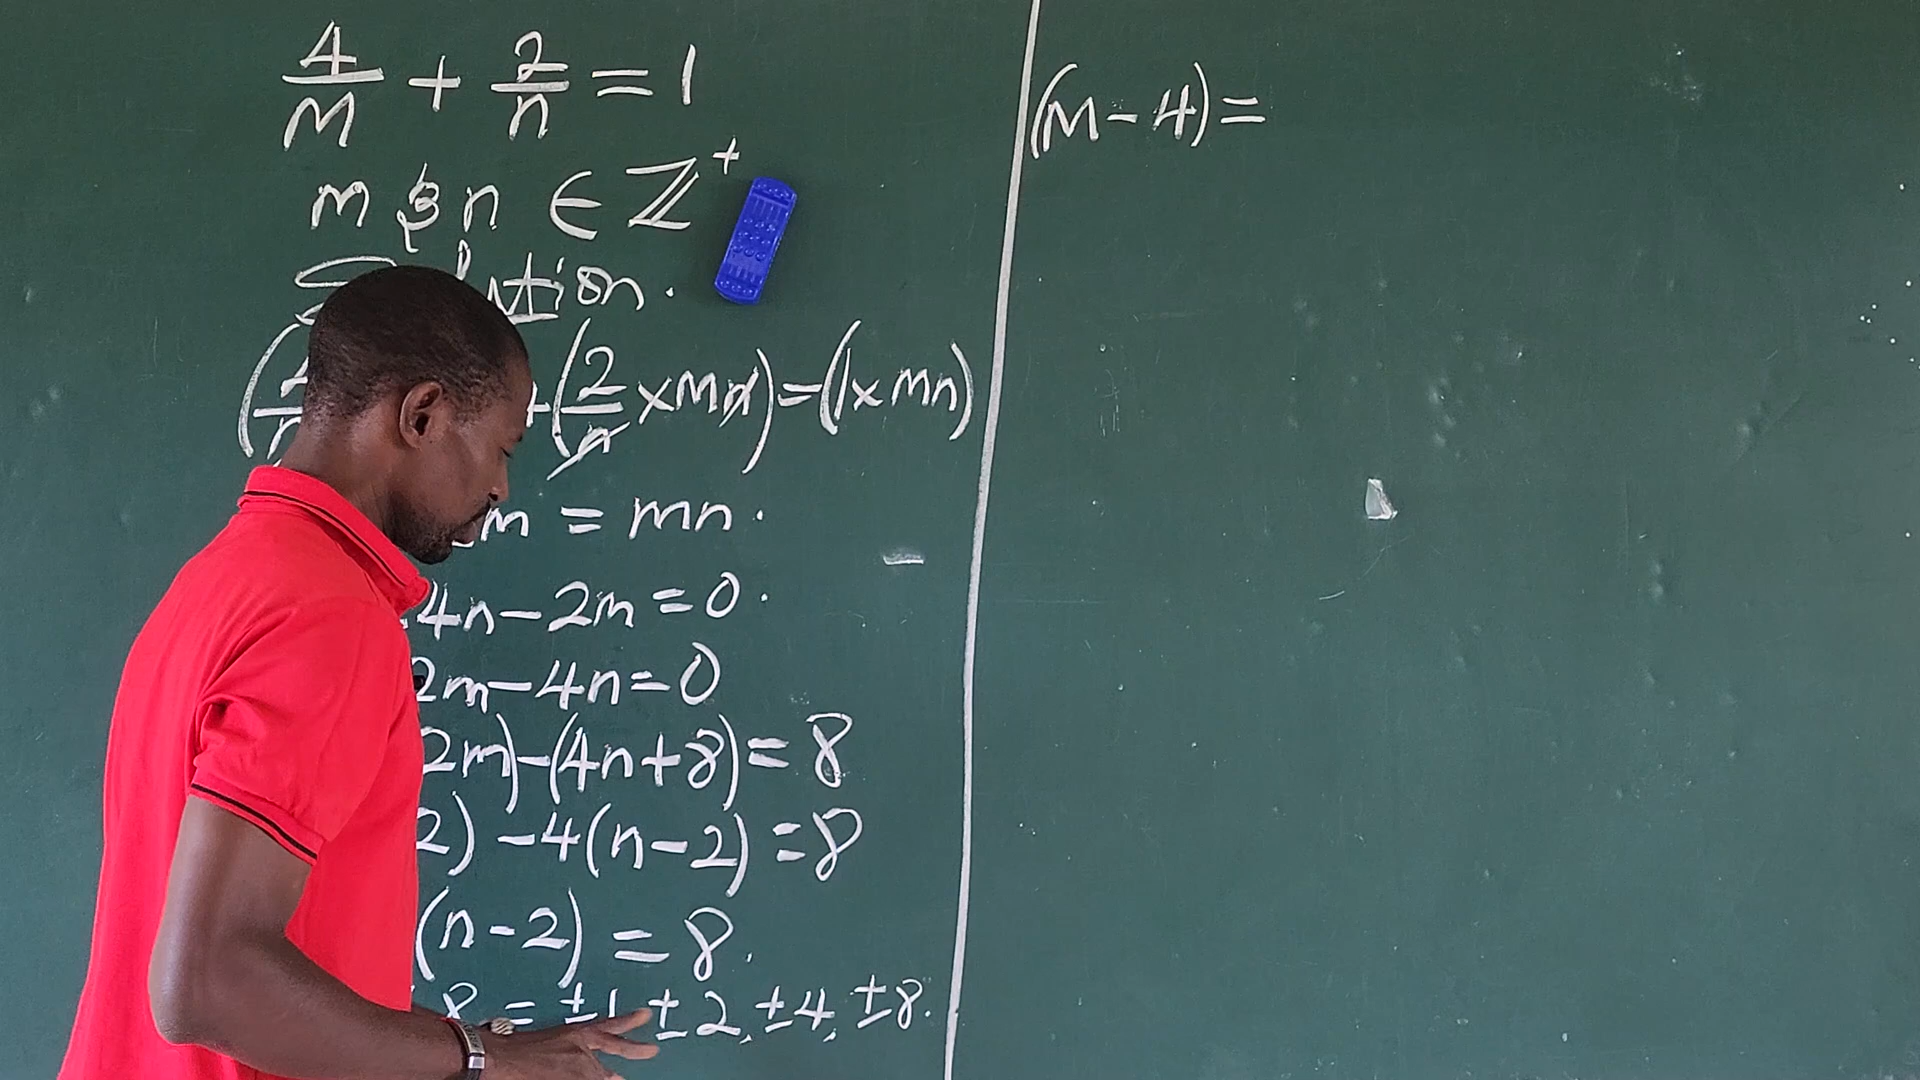 4/m + 2/n = 1
m & n ∈ ℤ⁺
Solution.
+(2/n × mn) = (1 × mn)
m = mn.
4n - 2m = 0.
2m - 4n = 0
2m) - (4n + 8) = 8
2) - 4(n - 2) = 8
(n - 2) = 8.
8 = ±1 ±2, ±4, ±8.
(m - 4) =